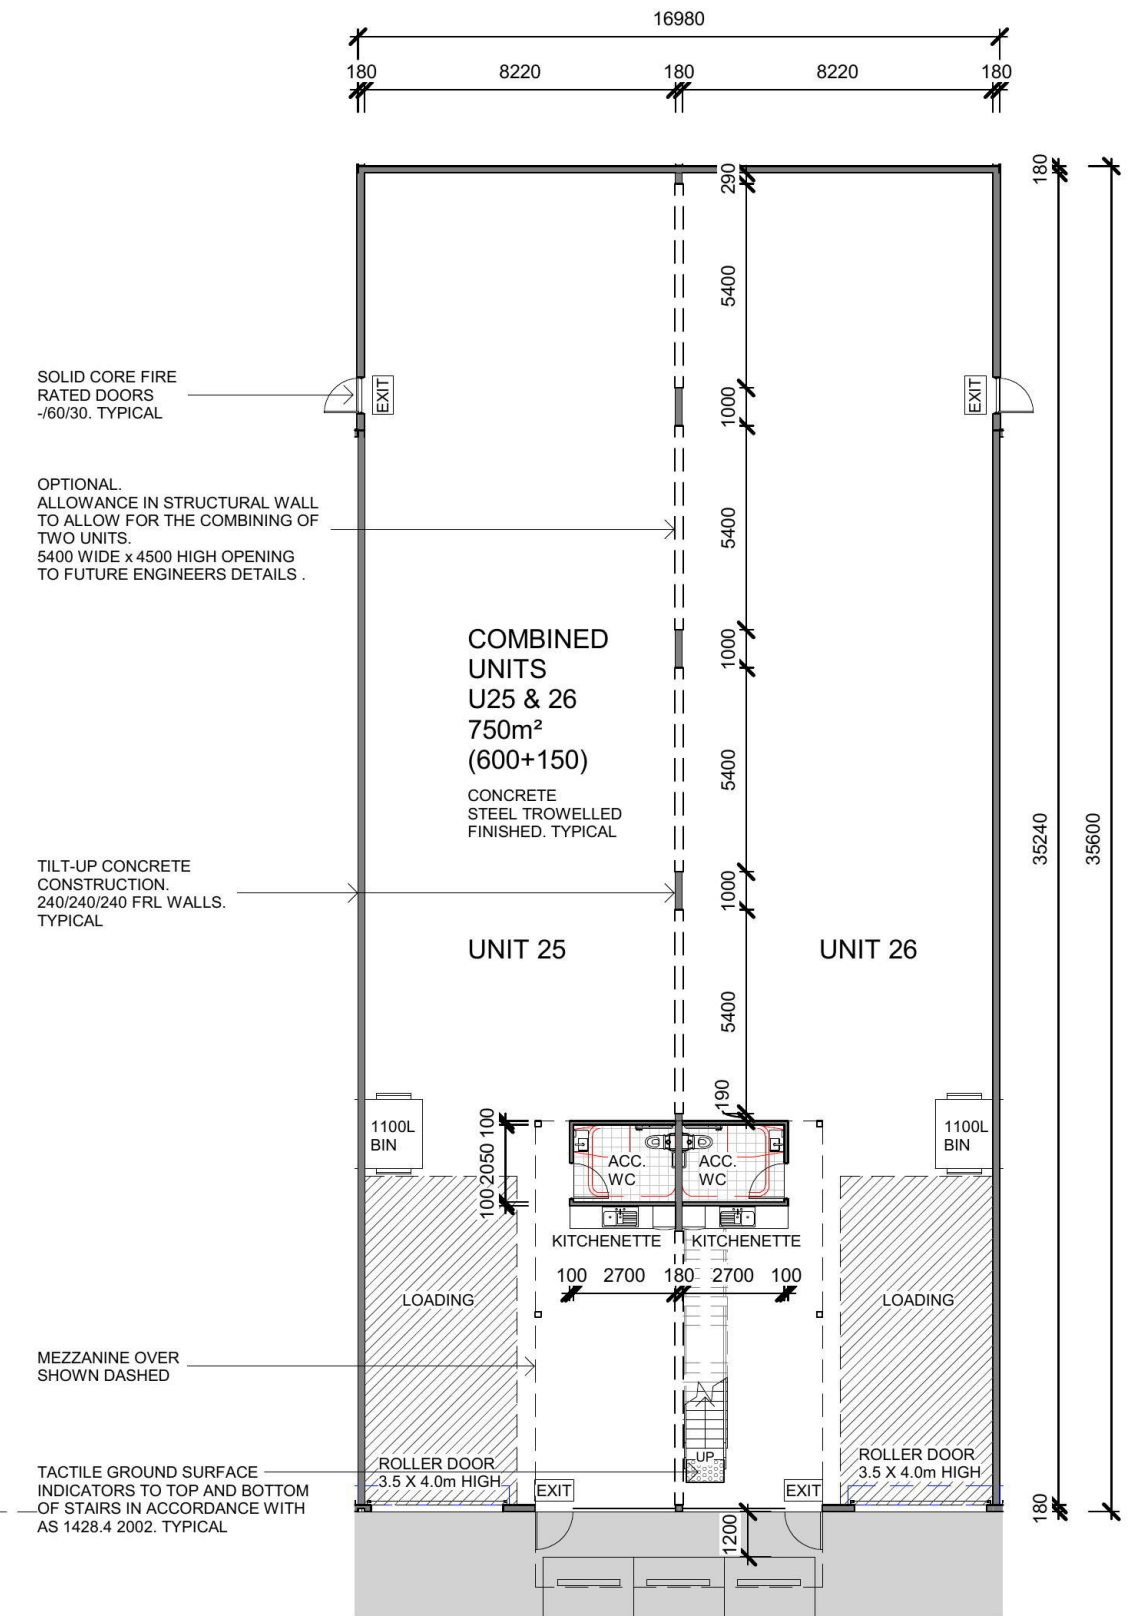 16980
180
8220
180
8220
180
290
180
5400
SOLID CORE FIRE
RATED DOORS
-/60/30. TYPICAL
EXIT
EXIT
1000
OPTIONAL.
ALLOWANCE IN STRUCTURAL WALL
TO ALLOW FOR THE COMBINING OF
TWO UNITS.
5400 WIDE x 4500 HIGH OPENING
TO FUTURE ENGINEERS DETAILS .
5400
COMBINED
UNITS
U25 & 26
750m²
(600+150)
1000
CONCRETE
STEEL TROWELLED
FINISHED. TYPICAL
5400
35240
35600
TILT-UP CONCRETE
CONSTRUCTION.
240/240/240 FRL WALLS.
TYPICAL
1000
UNIT 25
UNIT 26
5400
190
1100L
BIN
100
2050
100
ACC.
WC
ACC.
WC
1100L
BIN
KITCHENETTE
KITCHENETTE
100
2700
180
2700
100
LOADING
LOADING
MEZZANINE OVER
SHOWN DASHED
ROLLER DOOR
3.5 X 4.0m HIGH
UP
ROLLER DOOR
3.5 X 4.0m HIGH
TACTILE GROUND SURFACE
INDICATORS TO TOP AND BOTTOM
OF STAIRS IN ACCORDANCE WITH
AS 1428.4 2002. TYPICAL
EXIT
EXIT
1200
180